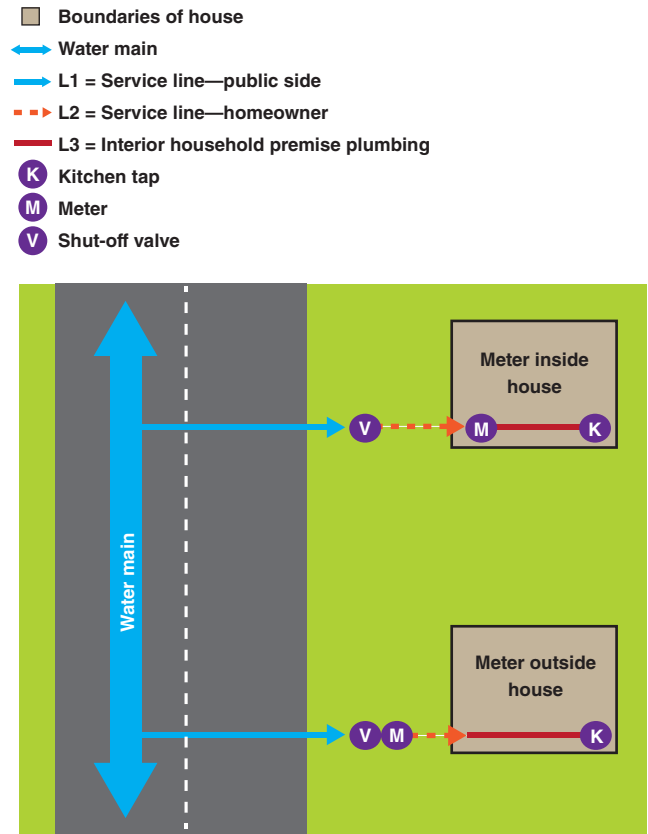 Boundaries of house
Water main
L1 = Service line—public side
L2 = Service line—homeowner
L3 = Interior household premise plumbing
K Kitchen tap
M Meter
V Shut-off valve
Meter inside
house
V M K
Water main
Meter outside
house
V M K